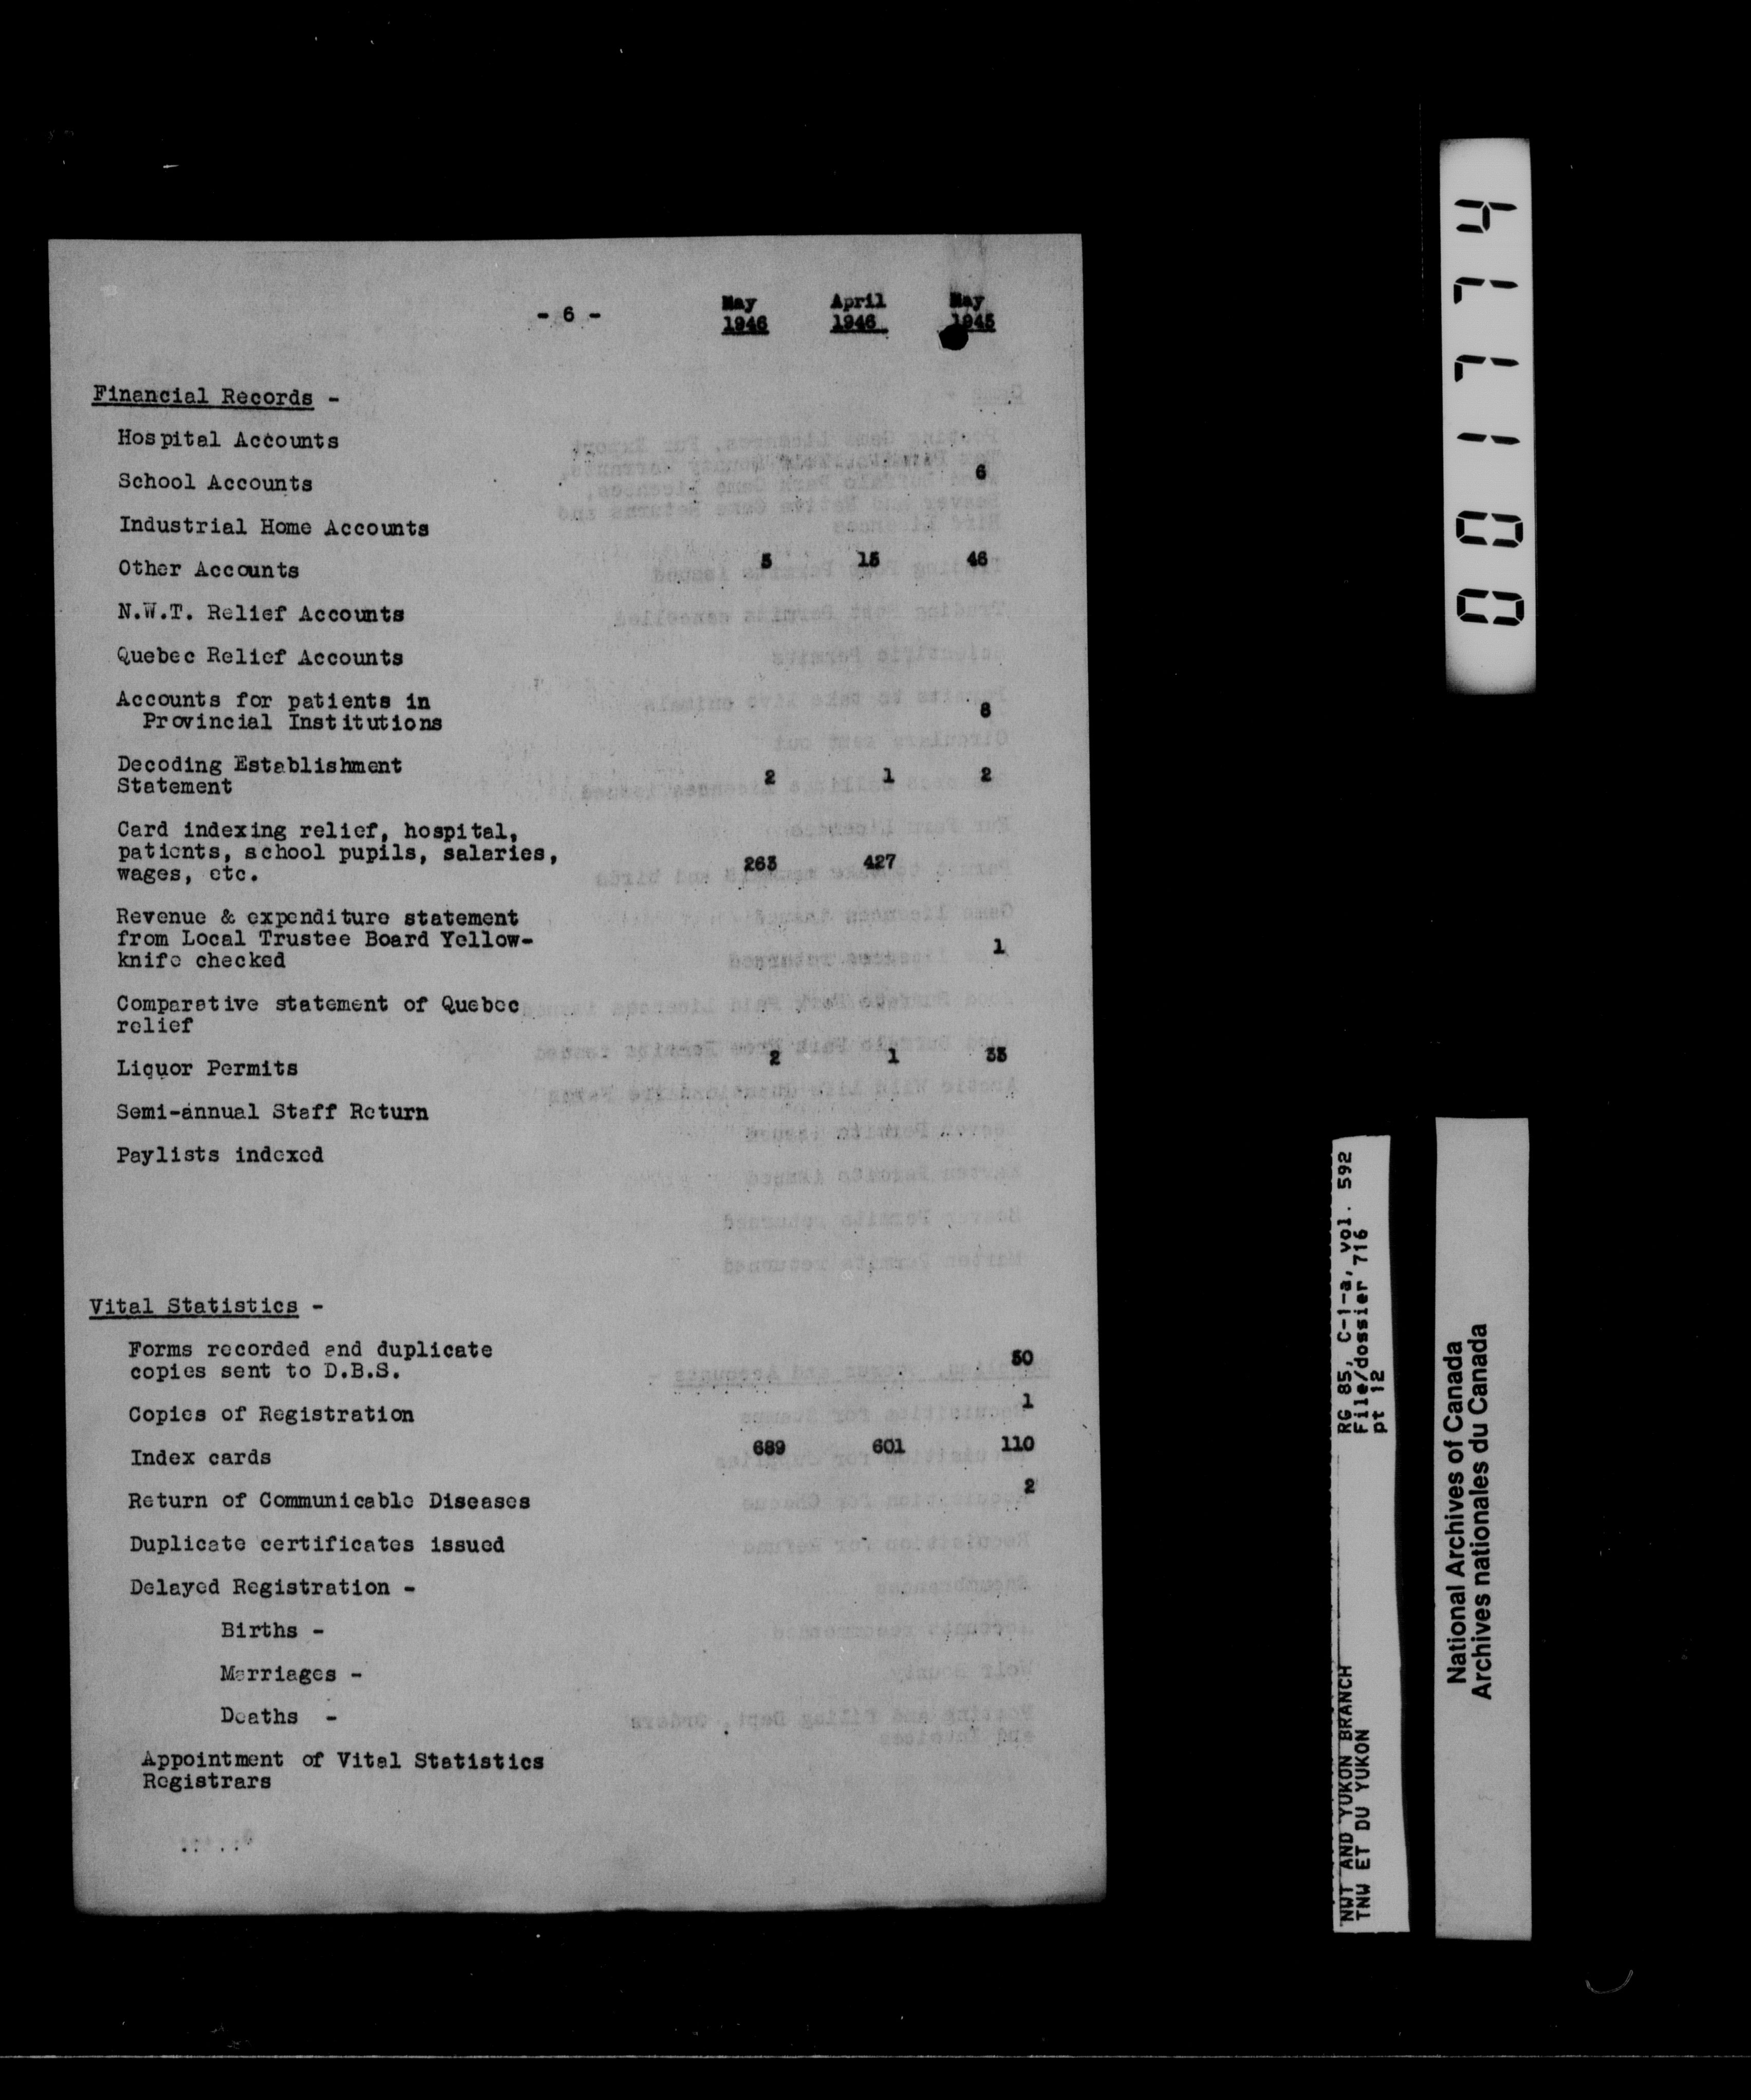 - 6 - May April May
1946 1946 1945
Financial Records -
Hospital Accounts
School Accounts 6
Industrial Home Accounts
Other Accounts 5 15 46
N.W.T. Relief Accounts
Quebec Relief Accounts
Accounts for patients in
Provincial Institutions 8
Decoding Establishment
Statement 2 1 2
Card indexing relief, hospital,
patients, school pupils, salaries,
wages, etc. 263 427
Revenue & expenditure statement
from Local Trustee Board Yellow-
knife checked 1
Comparative statement of Quebec
relief
Liquor Permits 2 1 33
Semi-annual Staff Return
Paylists indexed
Vital Statistics -
Forms recorded and duplicate
copies sent to D.B.S. 50
Copies of Registration 1
Index cards 689 601 110
Return of Communicable Diseases 2
Duplicate certificates issued
Delayed Registration -
Births -
Marriages -
Deaths -
Appointment of Vital Statistics
Registrars
001174
NWT AND YUKON BRANCH RG 85, C-1-a, vol. 592
TNW ET DU YUKON File/dossier 716
pt 12
National Archives of Canada
Archives nationales du Canada